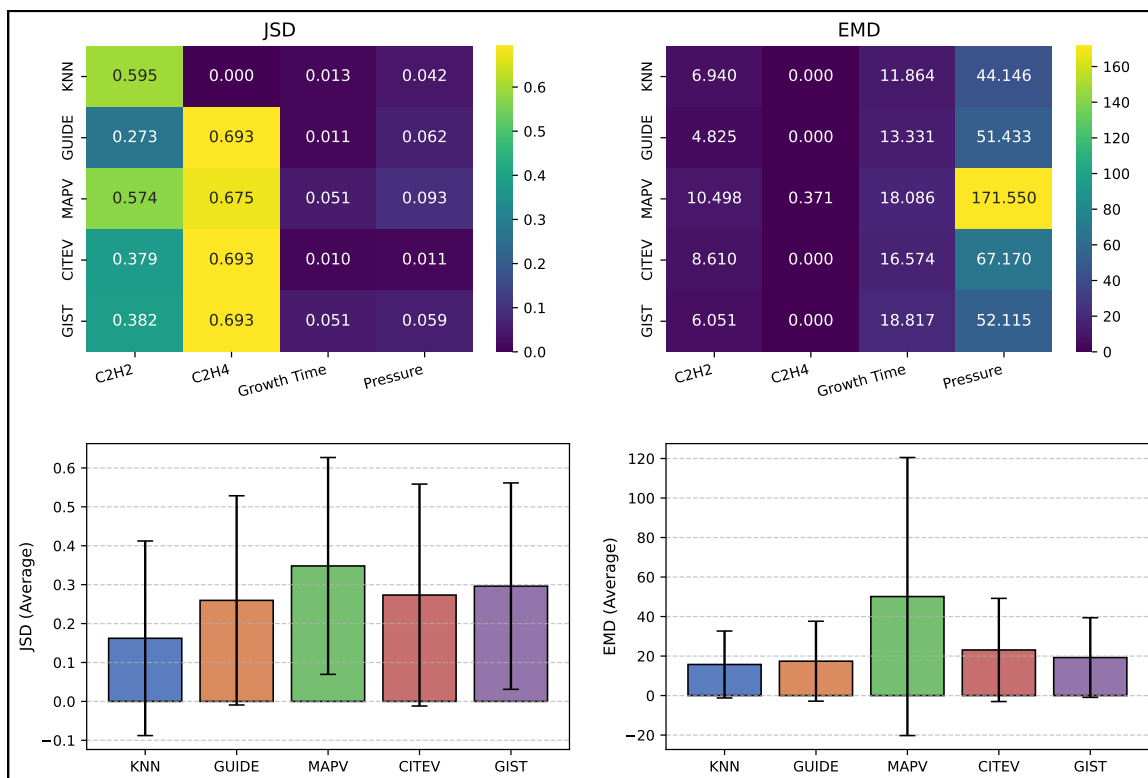 JSD
KNN 0.595 0.000 0.013 0.042
GUIDE 0.273 0.693 0.011 0.062
MAPV 0.574 0.675 0.051 0.093
CITEV 0.379 0.693 0.010 0.011
GIST 0.382 0.693 0.051 0.059
C2H2 C2H4 Growth Time Pressure
0.6
0.5
0.4
0.3
0.2
0.1
0.0
EMD
KNN 6.940 0.000 11.864 44.146
GUIDE 4.825 0.000 13.331 51.433
MAPV 10.498 0.371 18.086 171.550
CITEV 8.610 0.000 16.574 67.170
GIST 6.051 0.000 18.817 52.115
C2H2 C2H4 Growth Time Pressure
160
140
120
100
80
60
40
20
0
JSD (Average)
0.6
0.5
0.4
0.3
0.2
0.1
0.0
−0.1
KNN GUIDE MAPV CITEV GIST
EMD (Average)
120
100
80
60
40
20
0
−20
KNN GUIDE MAPV CITEV GIST